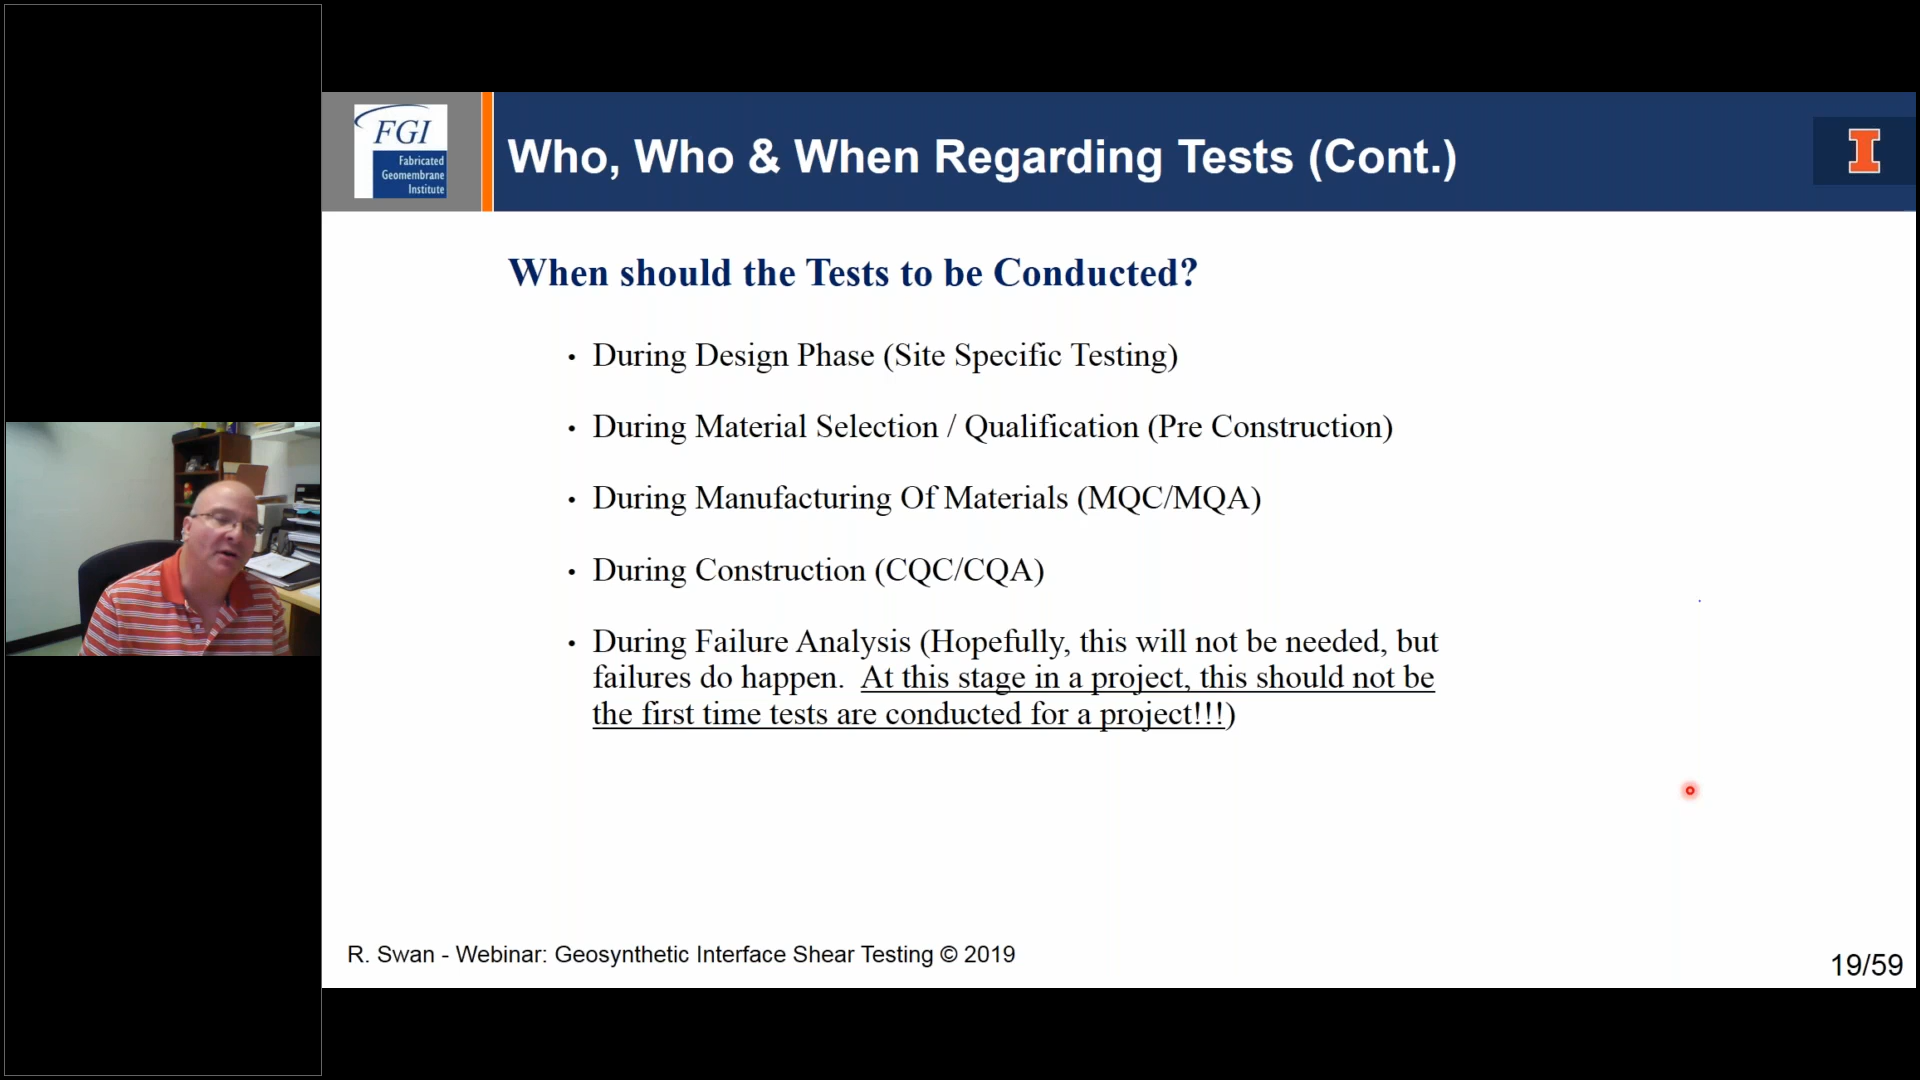 FGI
Fabricated
Geomembrane
Institute
Who, Who & When Regarding Tests (Cont.)
I
When should the Tests to be Conducted?
• During Design Phase (Site Specific Testing)
• During Material Selection / Qualification (Pre Construction)
• During Manufacturing Of Materials (MQC/MQA)
• During Construction (CQC/CQA)
• During Failure Analysis (Hopefully, this will not be needed, but
failures do happen. At this stage in a project, this should not be
the first time tests are conducted for a project!!!)
R. Swan - Webinar: Geosynthetic Interface Shear Testing © 2019
19/59